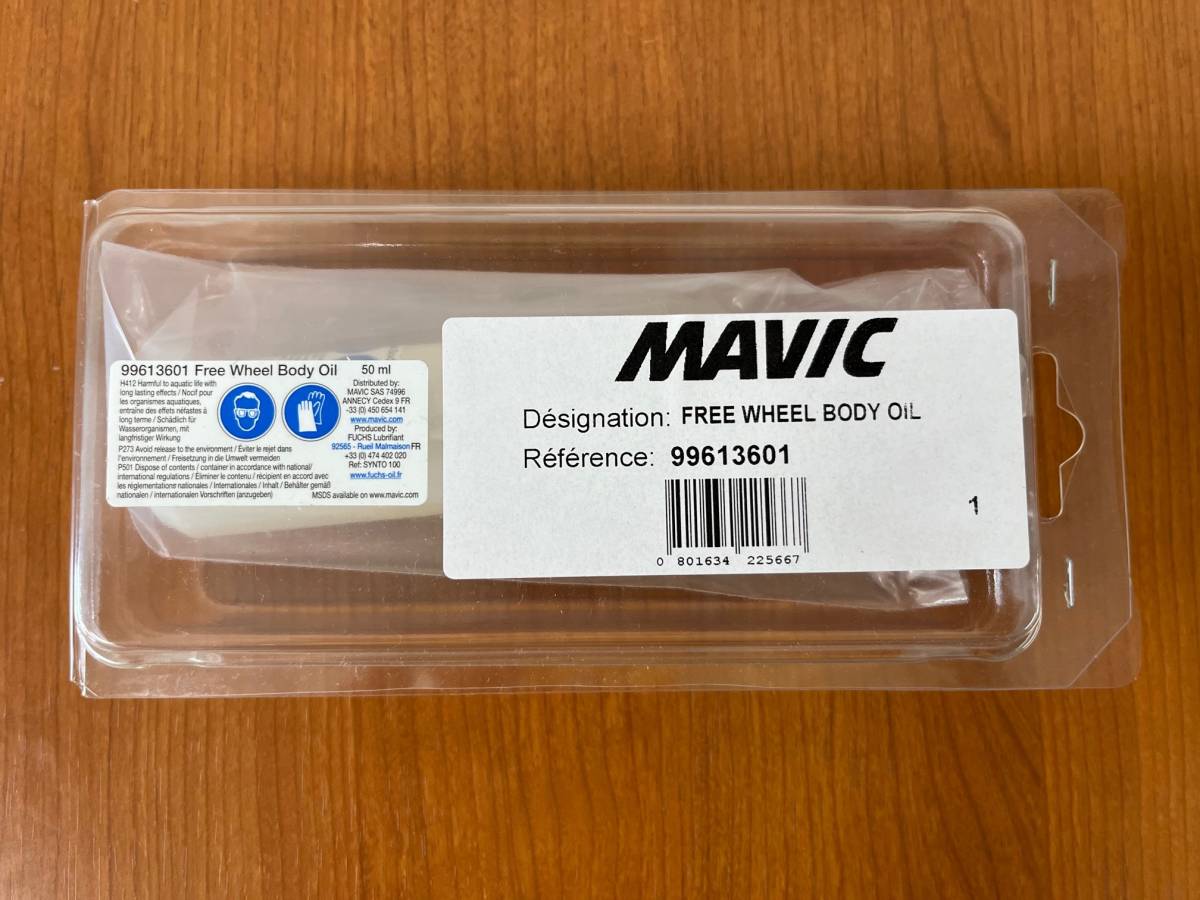 99613601 Free Wheel Body Oil 50 ml
H412 Harmful to aquatic life with
long lasting effects / Nocif pour
les organismes aquatiques,
entraîne des effets néfastes à
long terme / Schädlich für
Wasserorganismen, mit
langfristiger Wirkung
P273 Avoid release to the environment / Éviter le rejet dans
l'environnement / Freisetzung in die Umwelt vermeiden
P501 Dispose of contents / container in accordance with national/
international regulations / Éliminer le contenu / récipient en accord avec
les réglementations nationales / Internationales / Inhalt / Behälter gemäß
nationalen / internationalen Vorschriften (anzugeben)
Distributed by:
MAVIC SAS 74996
ANNECY Cedex 9 FR
-33 (0) 450 654 141
www.mavic.com
Produced by:
FUCHS Lubrifiant
92565 - Rueil Malmaison FR
+33 (0) 474 402 020
Ref: SYNTO 100
www.fuchs-oil.fr
MSDS available on www.mavic.com
MAVIC
Désignation: FREE WHEEL BODY OIL
Référence: 99613601
1
0 801634 225667